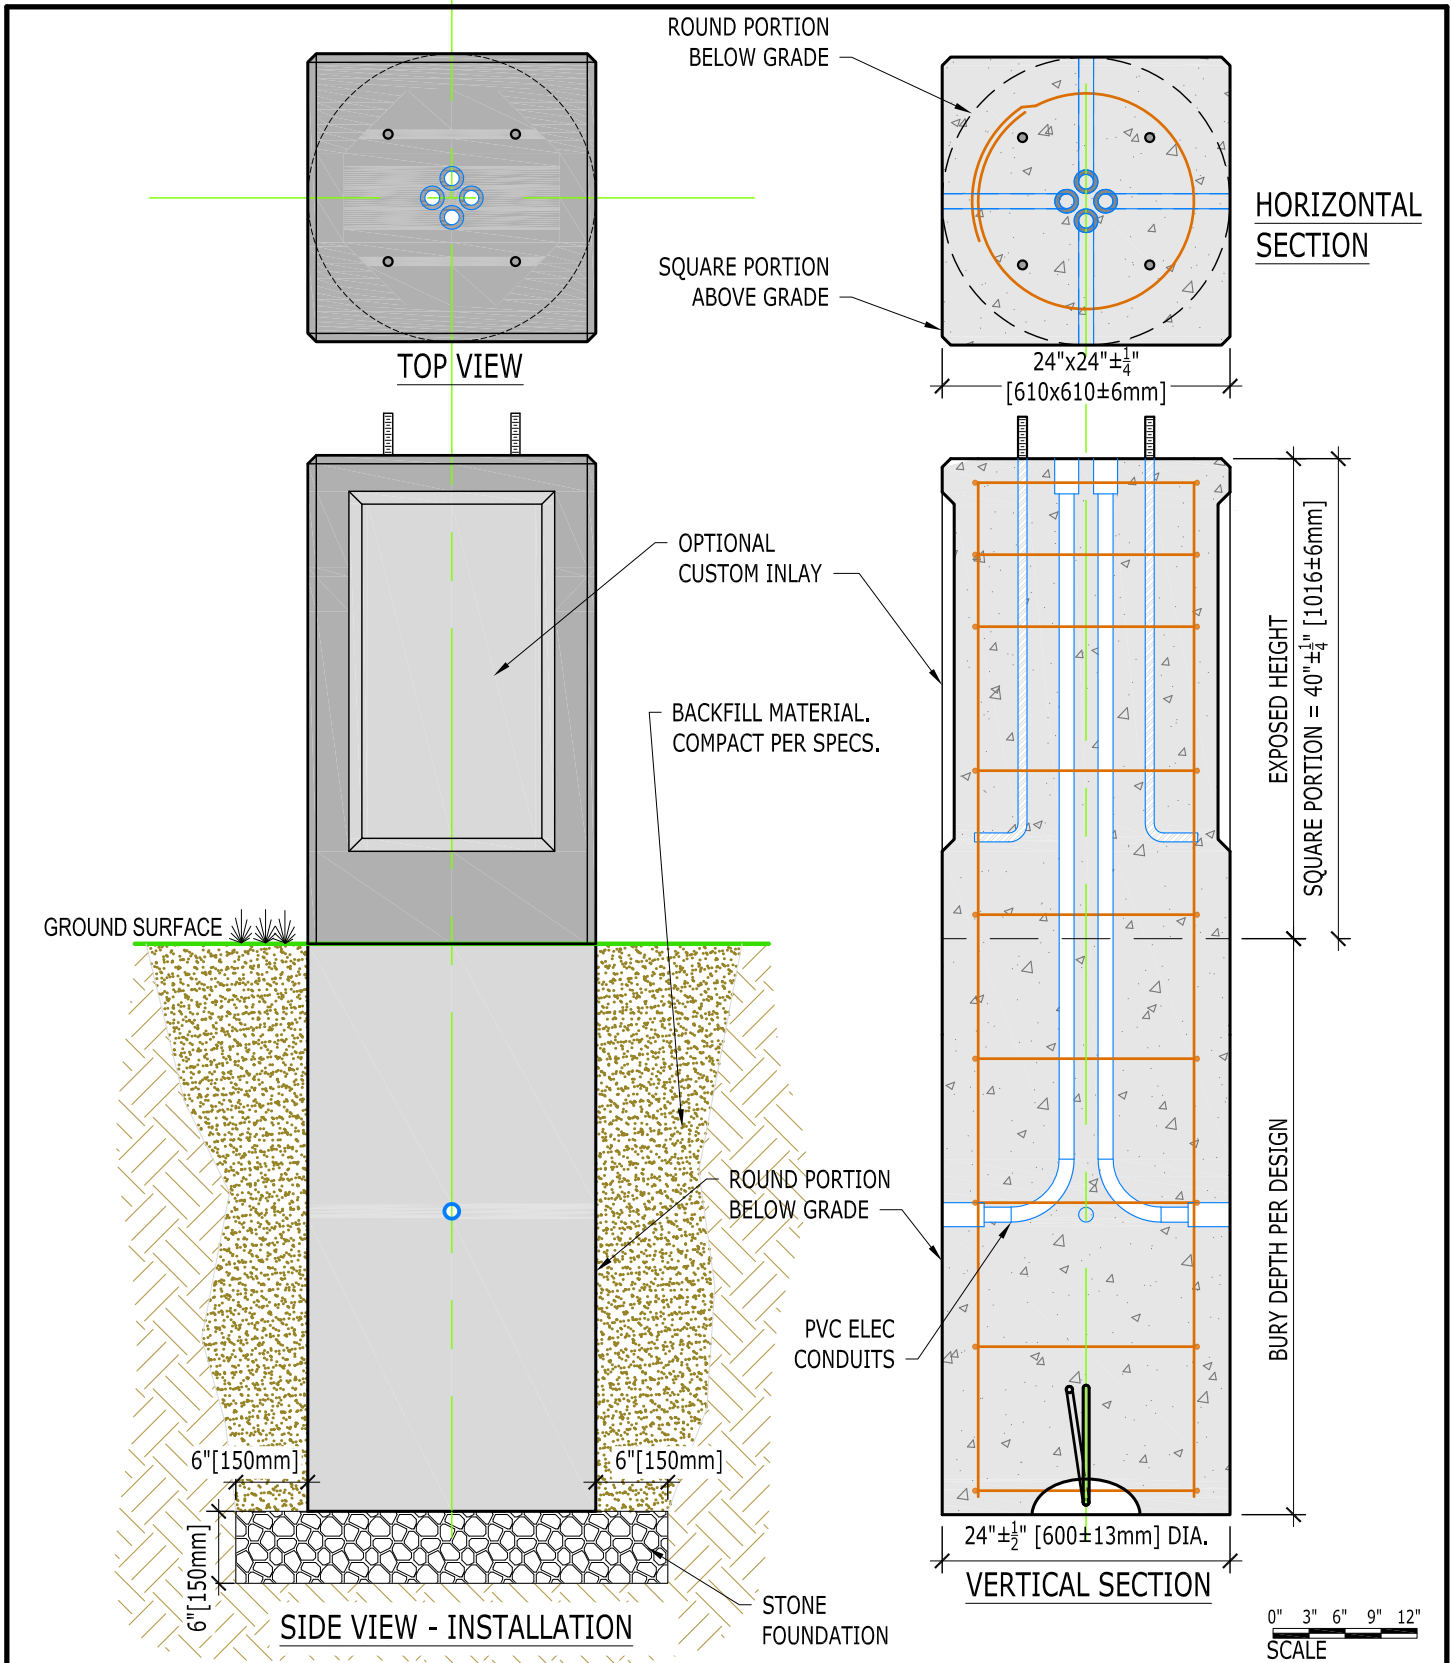 ROUND PORTION
BELOW GRADE
HORIZONTAL
SECTION
SQUARE PORTION
ABOVE GRADE
TOP VIEW
24"x24"±1/4"
[610x610±6mm]
OPTIONAL
CUSTOM INLAY
EXPOSED HEIGHT
SQUARE PORTION = 40"±1/4" [1016±6mm]
BACKFILL MATERIAL.
COMPACT PER SPECS.
GROUND SURFACE
ROUND PORTION
BELOW GRADE
BURY DEPTH PER DESIGN
PVC ELEC
CONDUITS
6"[150mm]
6"[150mm]
6"[150mm]
24"±1/2" [600±13mm] DIA.
VERTICAL SECTION
SIDE VIEW - INSTALLATION
STONE
FOUNDATION
0" 3" 6" 9" 12"
SCALE